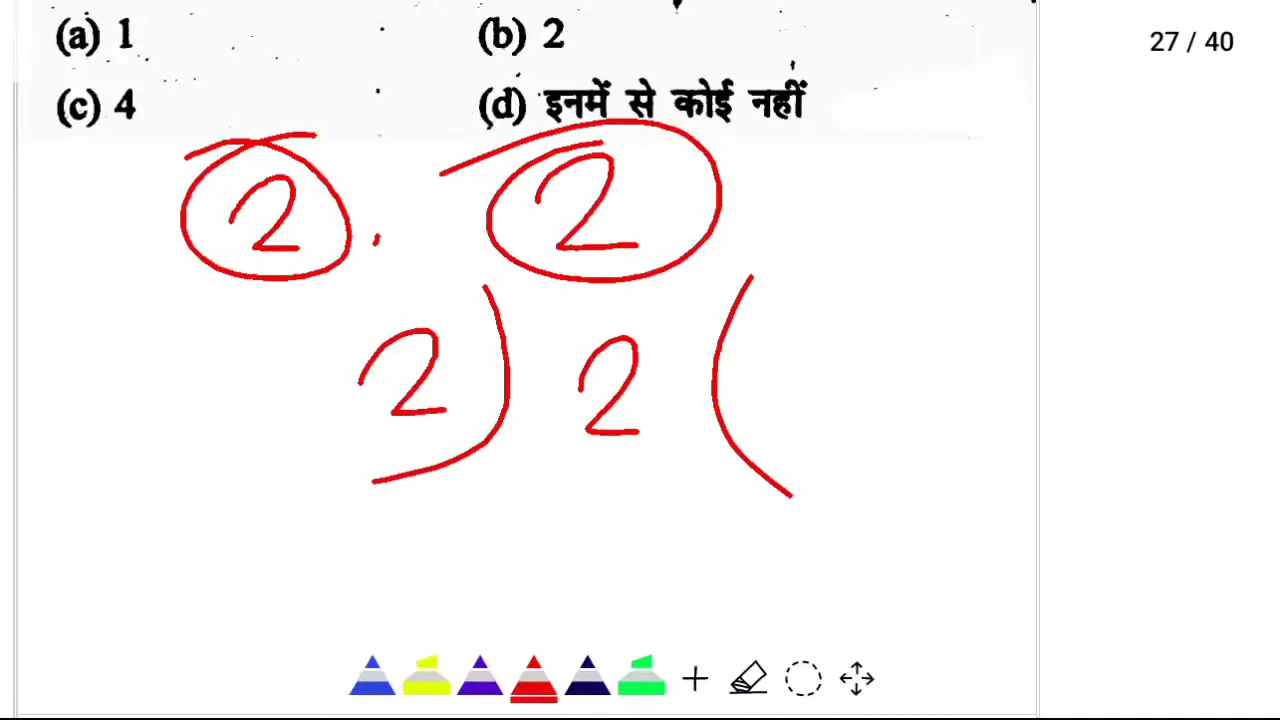 (a) 1 (b) 2
27 / 40
(c) 4 (d) इनमें से कोई नहीं
2 . 2
2 ) 2 (